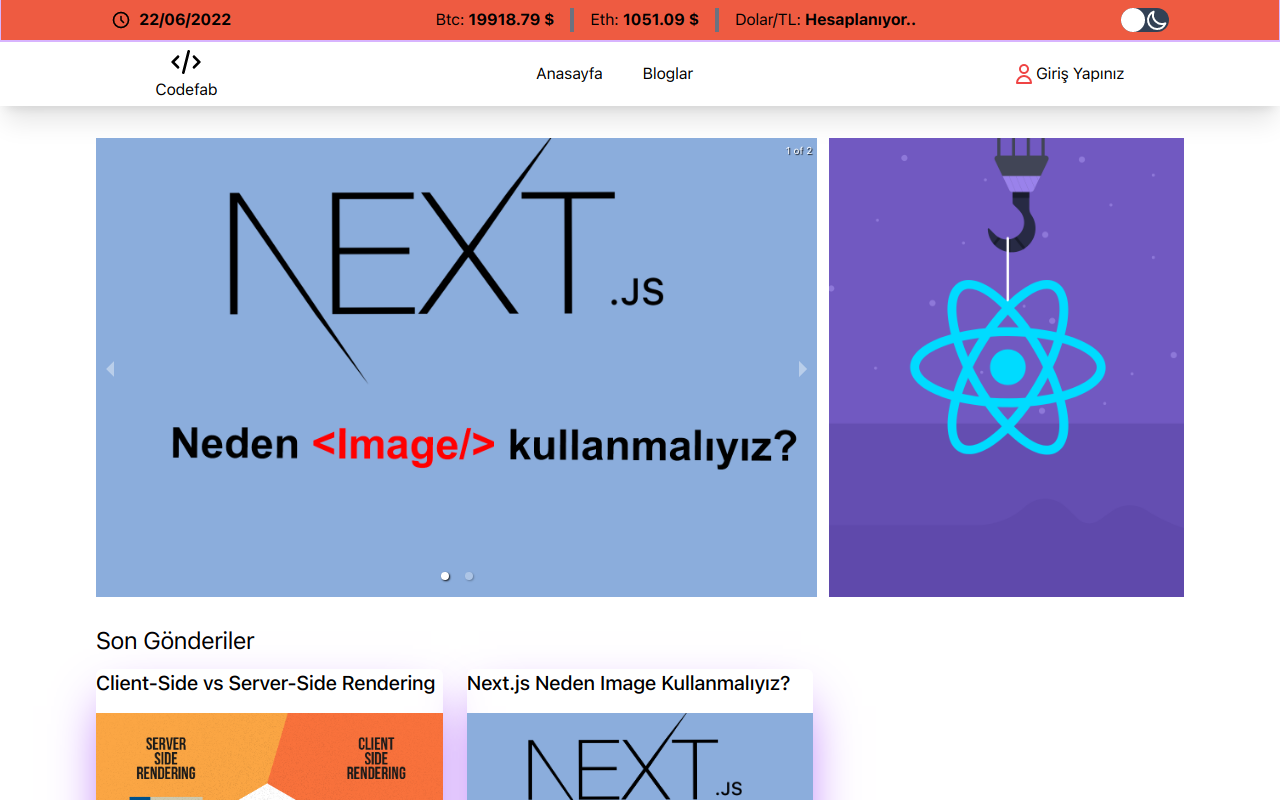 22/06/2022 Btc: 19918.79 $ Eth: 1051.09 $ Dolar/TL: Hesaplanıyor..
</> Codefab Anasayfa Bloglar Giriş Yapınız
1 of 2
NEXT.JS
Neden <Image/> kullanmalıyız?
Son Gönderiler
Client-Side vs Server-Side Rendering
SERVER
SIDE
RENDERING
CLIENT
SIDE
RENDERING
Next.js Neden Image Kullanmalıyız?
NEXT.JS